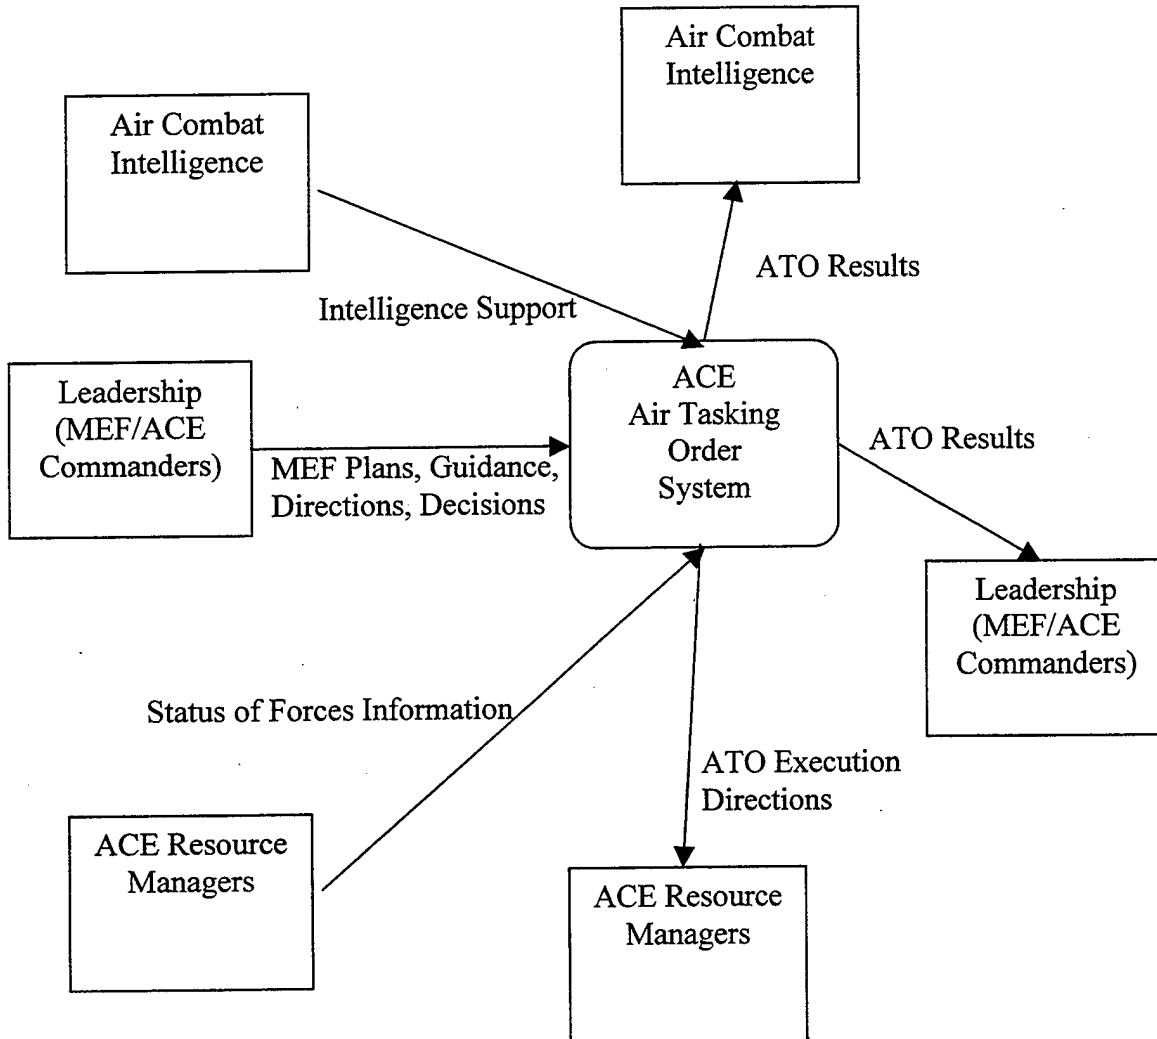 Air Combat
Intelligence
Air Combat
Intelligence
ATO Results
Intelligence Support
Leadership
(MEF/ACE
Commanders)
MEF Plans, Guidance,
Directions, Decisions
ACE
Air Tasking
Order
System
ATO Results
Leadership
(MEF/ACE
Commanders)
Status of Forces Information
ATO Execution
Directions
ACE Resource
Managers
ACE Resource
Managers